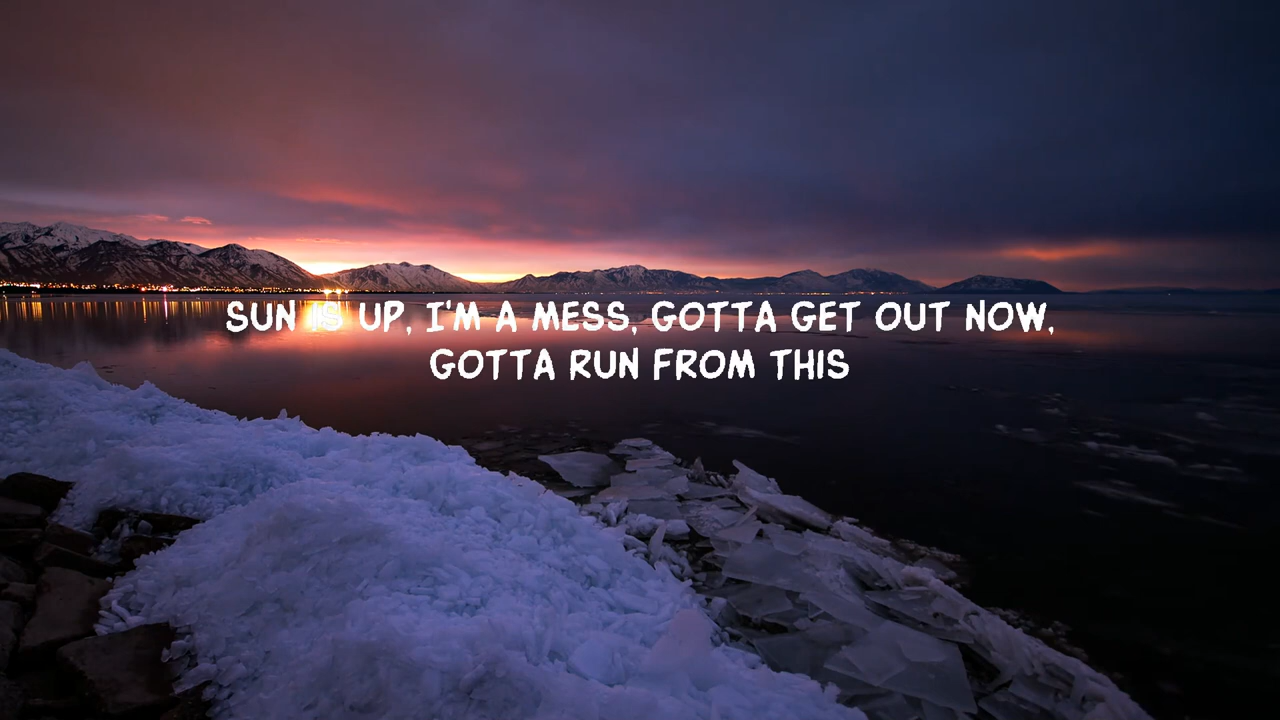 SUN IS UP, I'M A MESS, GOTTA GET OUT NOW,
GOTTA RUN FROM THIS